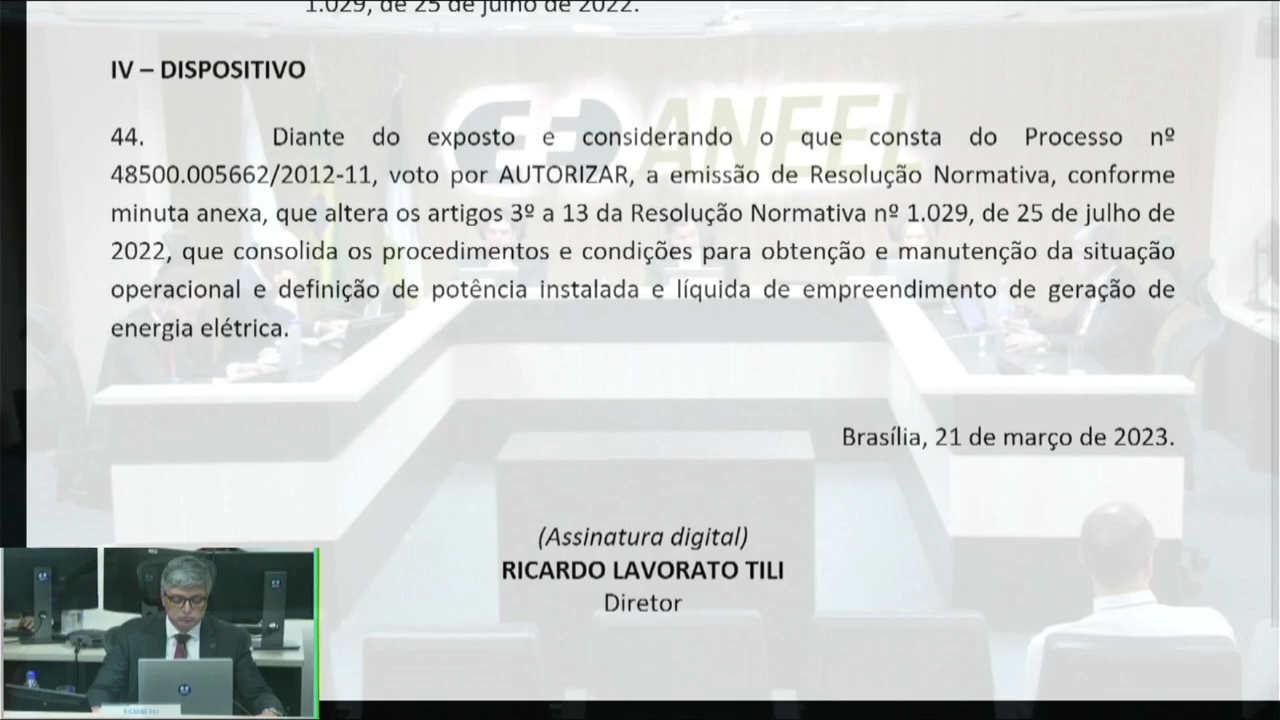 1.029, de 25 de julho de 2022.
IV – DISPOSITIVO
44. Diante do exposto e considerando o que consta do Processo nº
48500.005662/2012-11, voto por AUTORIZAR, a emissão de Resolução Normativa, conforme
minuta anexa, que altera os artigos 3º a 13 da Resolução Normativa nº 1.029, de 25 de julho de
2022, que consolida os procedimentos e condições para obtenção e manutenção da situação
operacional e definição de potência instalada e líquida de empreendimento de geração de
energia elétrica.
Brasília, 21 de março de 2023.
(Assinatura digital)
RICARDO LAVORATO TILI
Diretor
ANEEL
RICARDO TILI